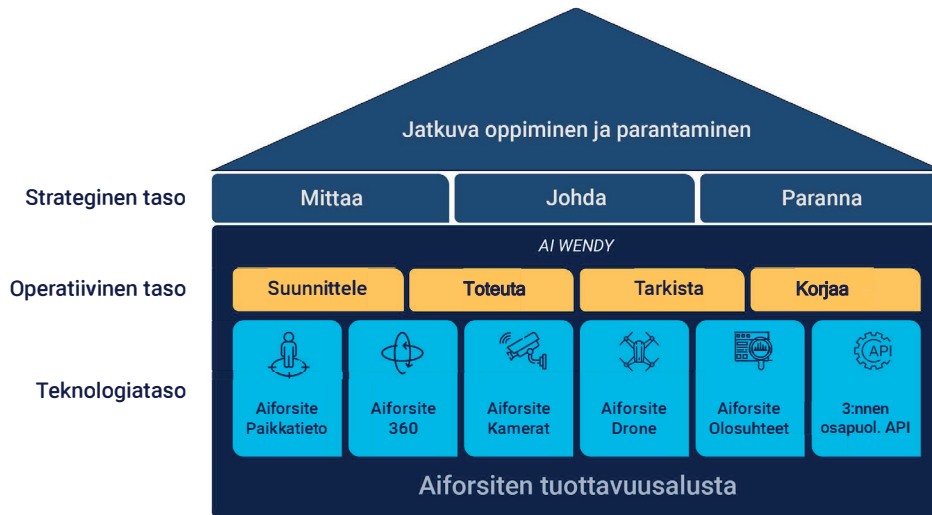 Jatkuva oppiminen ja parantaminen
Strateginen taso
Mittaa
Johda
Paranna
AI WENDY
Operatiivinen taso
Suunnittele
Toteuta
Tarkista
Korjaa
Teknologiataso
Aiforsite
Paikkatieto
Aiforsite
360
Aiforsite
Kamerat
Aiforsite
Drone
Aiforsite
Olosuhteet
API
3:nnen
osapuol. API
Aiforsiten tuottavuusalusta